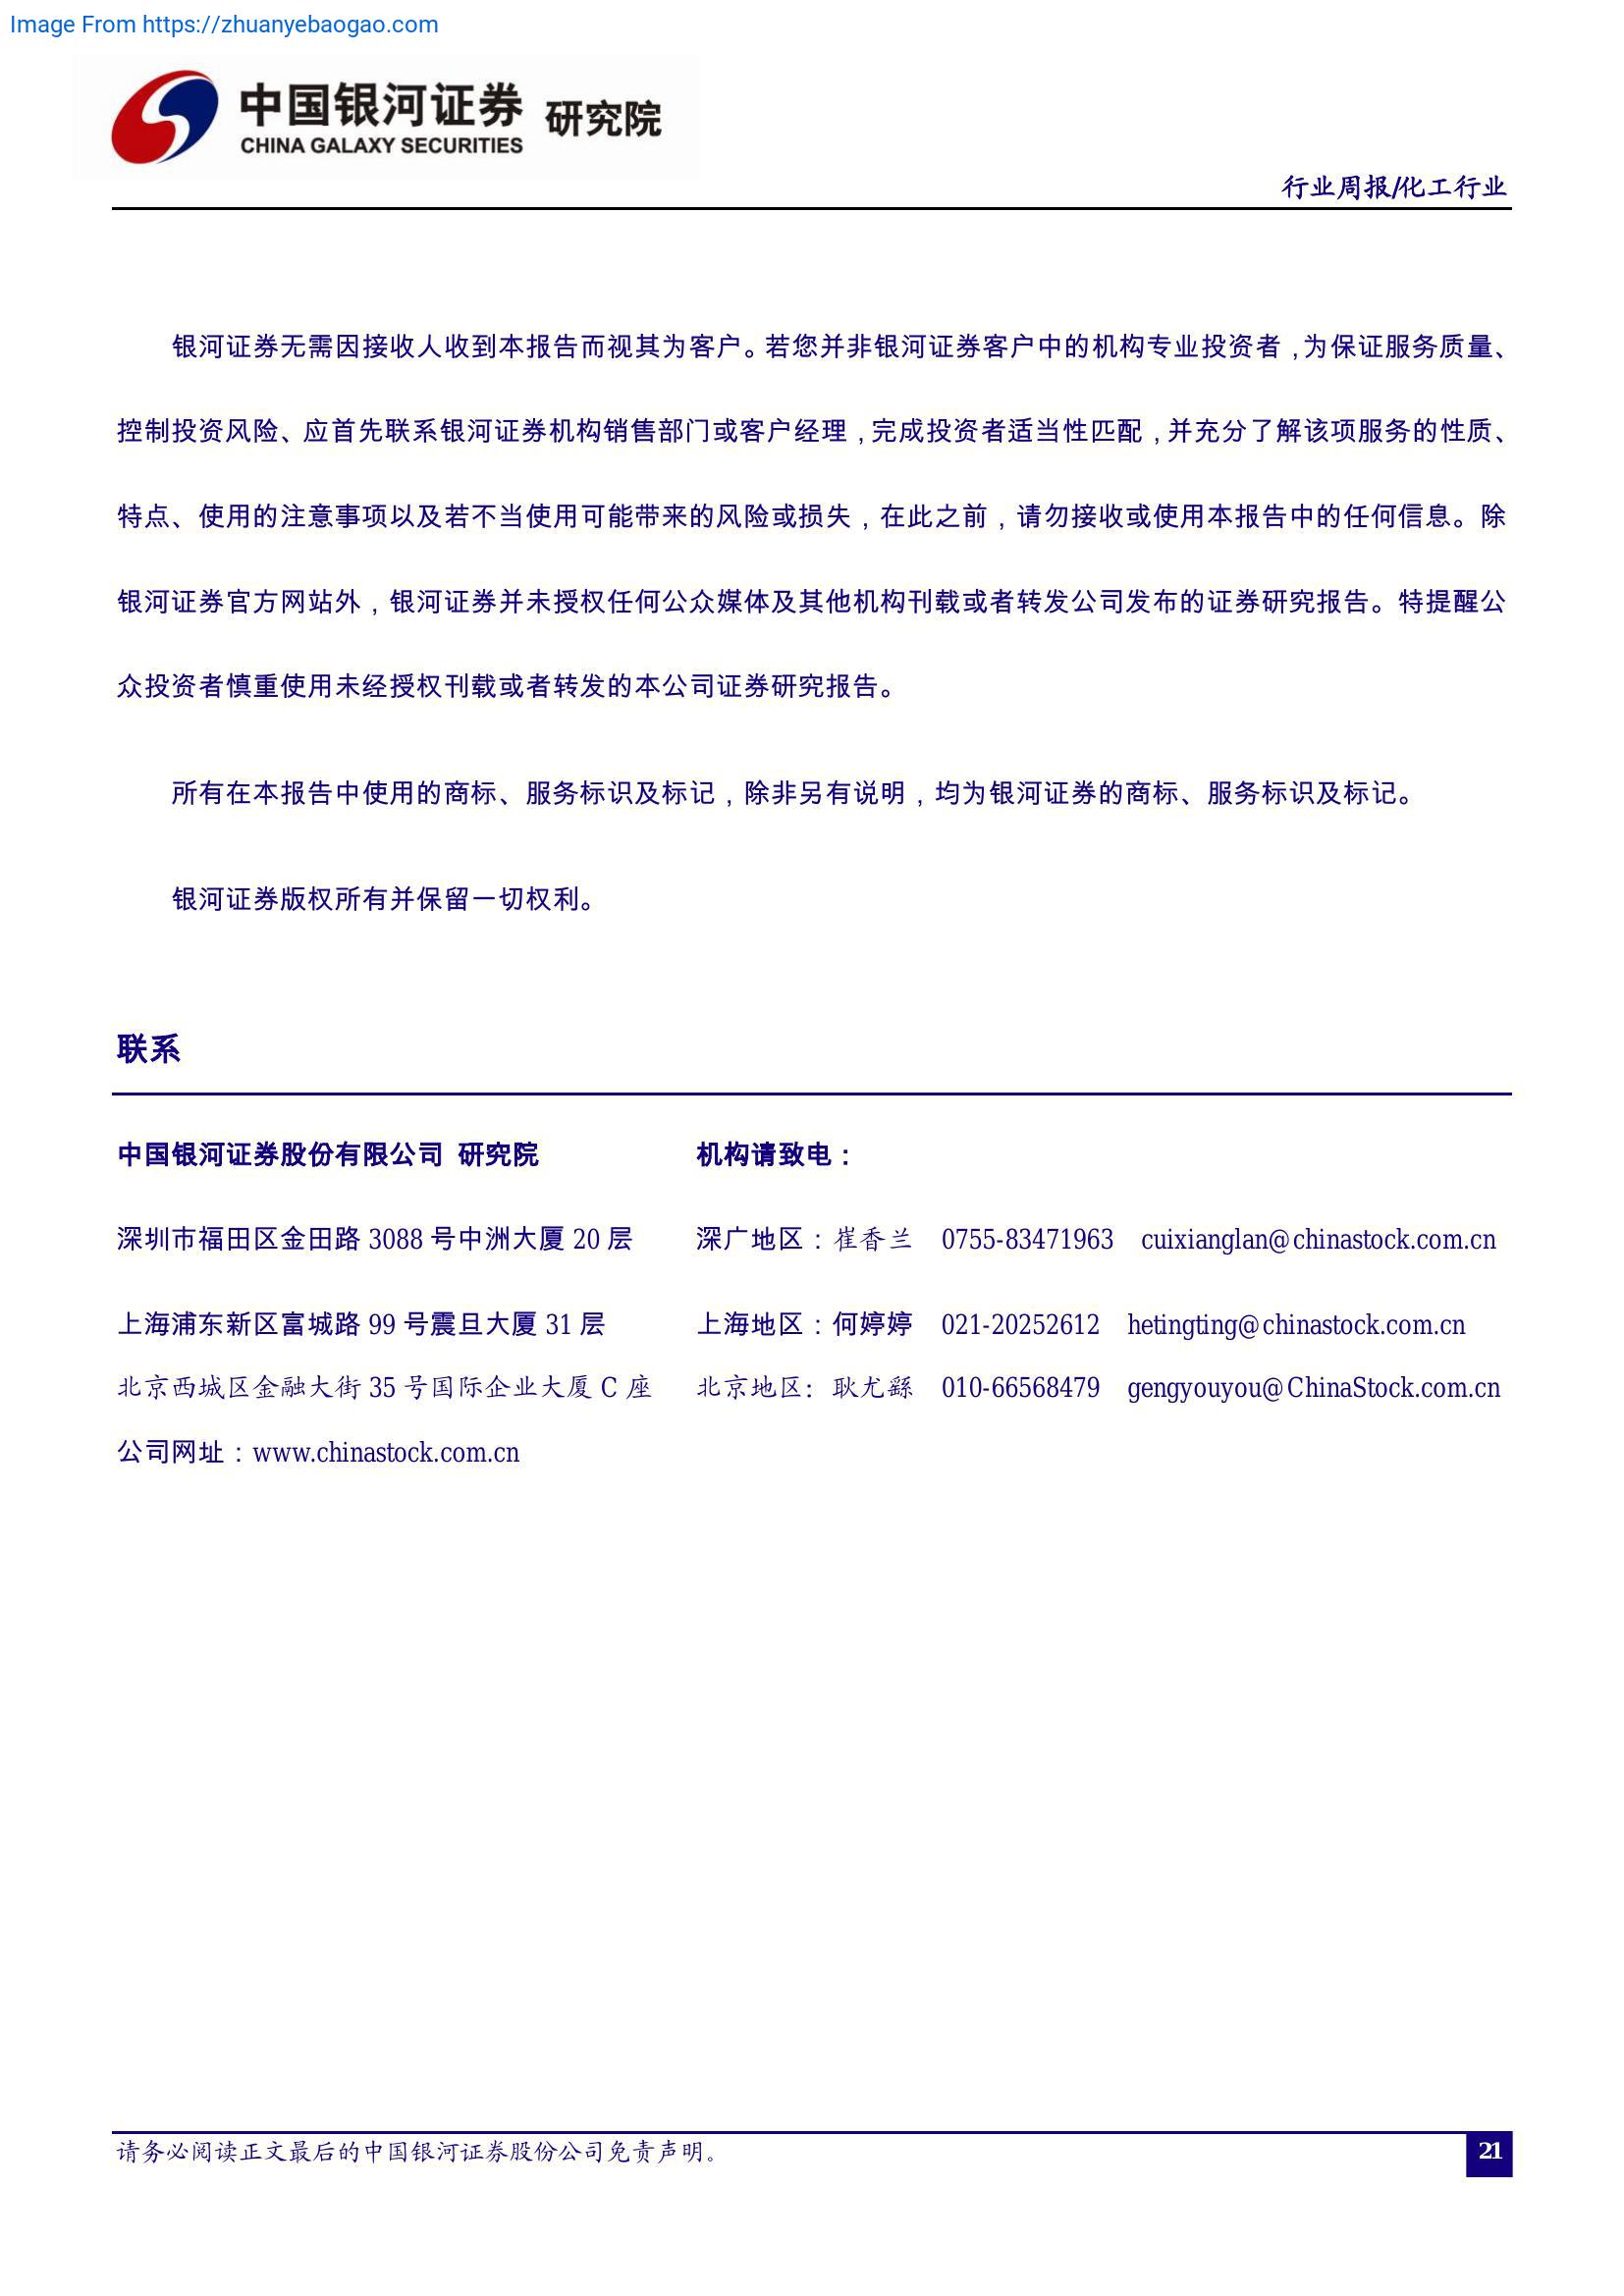 Image From https://zhuanyebaogao.com
中国银河证券 研究院
CHINA GALAXY SECURITIES
行业周报/化工行业
银河证券无需因接收人收到本报告而视其为客户。若您并非银河证券客户中的机构专业投资者，为保证服务质量、
控制投资风险、应首先联系银河证券机构销售部门或客户经理，完成投资者适当性匹配，并充分了解该项服务的性质、
特点、使用的注意事项以及若不当使用可能带来的风险或损失，在此之前，请勿接收或使用本报告中的任何信息。除
银河证券官方网站外，银河证券并未授权任何公众媒体及其他机构刊载或者转发公司发布的证券研究报告。特提醒公
众投资者慎重使用未经授权刊载或者转发的本公司证券研究报告。
所有在本报告中使用的商标、服务标识及标记，除非另有说明，均为银河证券的商标、服务标识及标记。
银河证券版权所有并保留一切权利。
联系
中国银河证券股份有限公司 研究院 机构请致电：
深圳市福田区金田路 3088 号中洲大厦 20 层 深广地区：崔香兰 0755-83471963 cuixianglan@chinastock.com.cn
上海浦东新区富城路 99 号震旦大厦 31 层 上海地区：何婷婷 021-20252612 hetingting@chinastock.com.cn
北京西城区金融大街 35 号国际企业大厦 C 座 北京地区：耿尤繇 010-66568479 gengyouyou@ChinaStock.com.cn
公司网址：www.chinastock.com.cn
请务必阅读正文最后的中国银河证券股份公司免责声明。 21